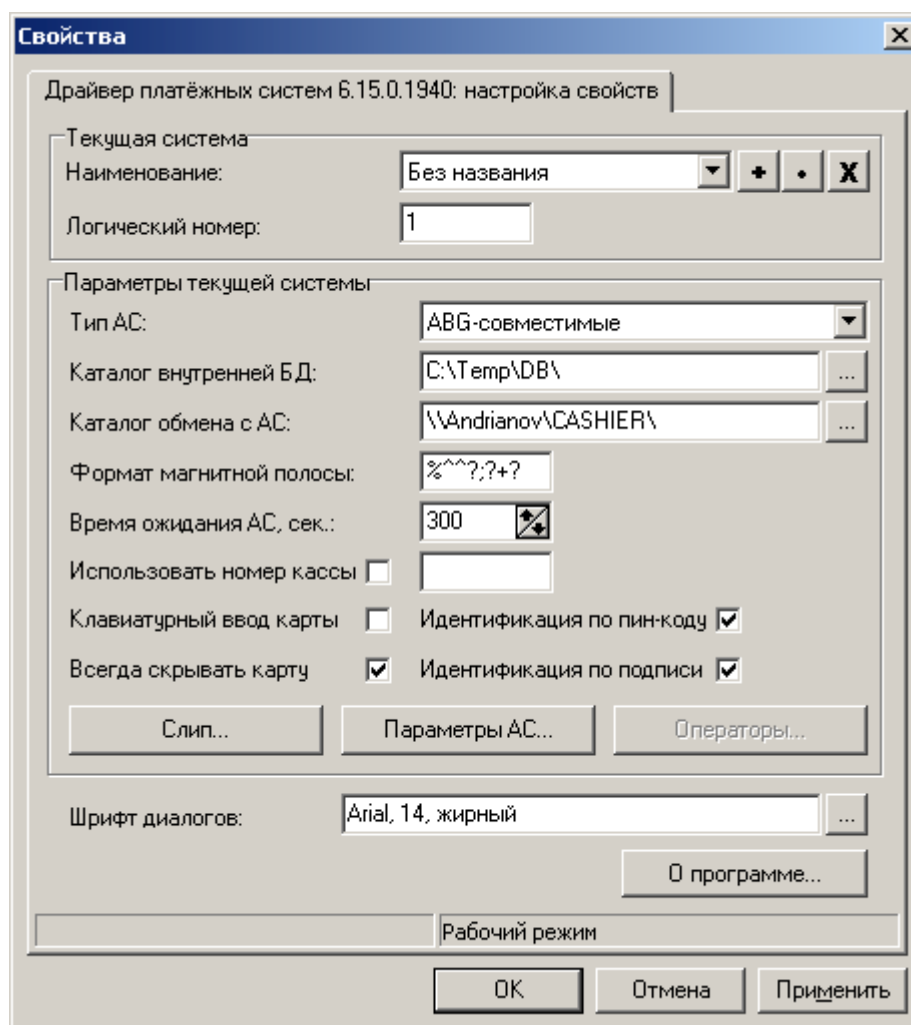 Свойства
Драйвер платёжных систем 6.15.0.1940: настройка свойств
Текущая система
Наименование: Без названия + • X
Логический номер: 1
Параметры текущей системы
Тип АС: ABG-совместимые
Каталог внутренней БД: C:\Temp\DB\ ...
Каталог обмена с АС: \\Andrianov\CASHIER\ ...
Формат магнитной полосы: %^^?;?+?
Время ожидания АС, сек.: 300
Использовать номер кассы
Клавиатурный ввод карты Идентификация по пин-коду
Всегда скрывать карту Идентификация по подписи
Слип... Параметры АС... Операторы...
Шрифт диалогов: Arial, 14, жирный ...
О программе...
Рабочий режим
OK Отмена Применить